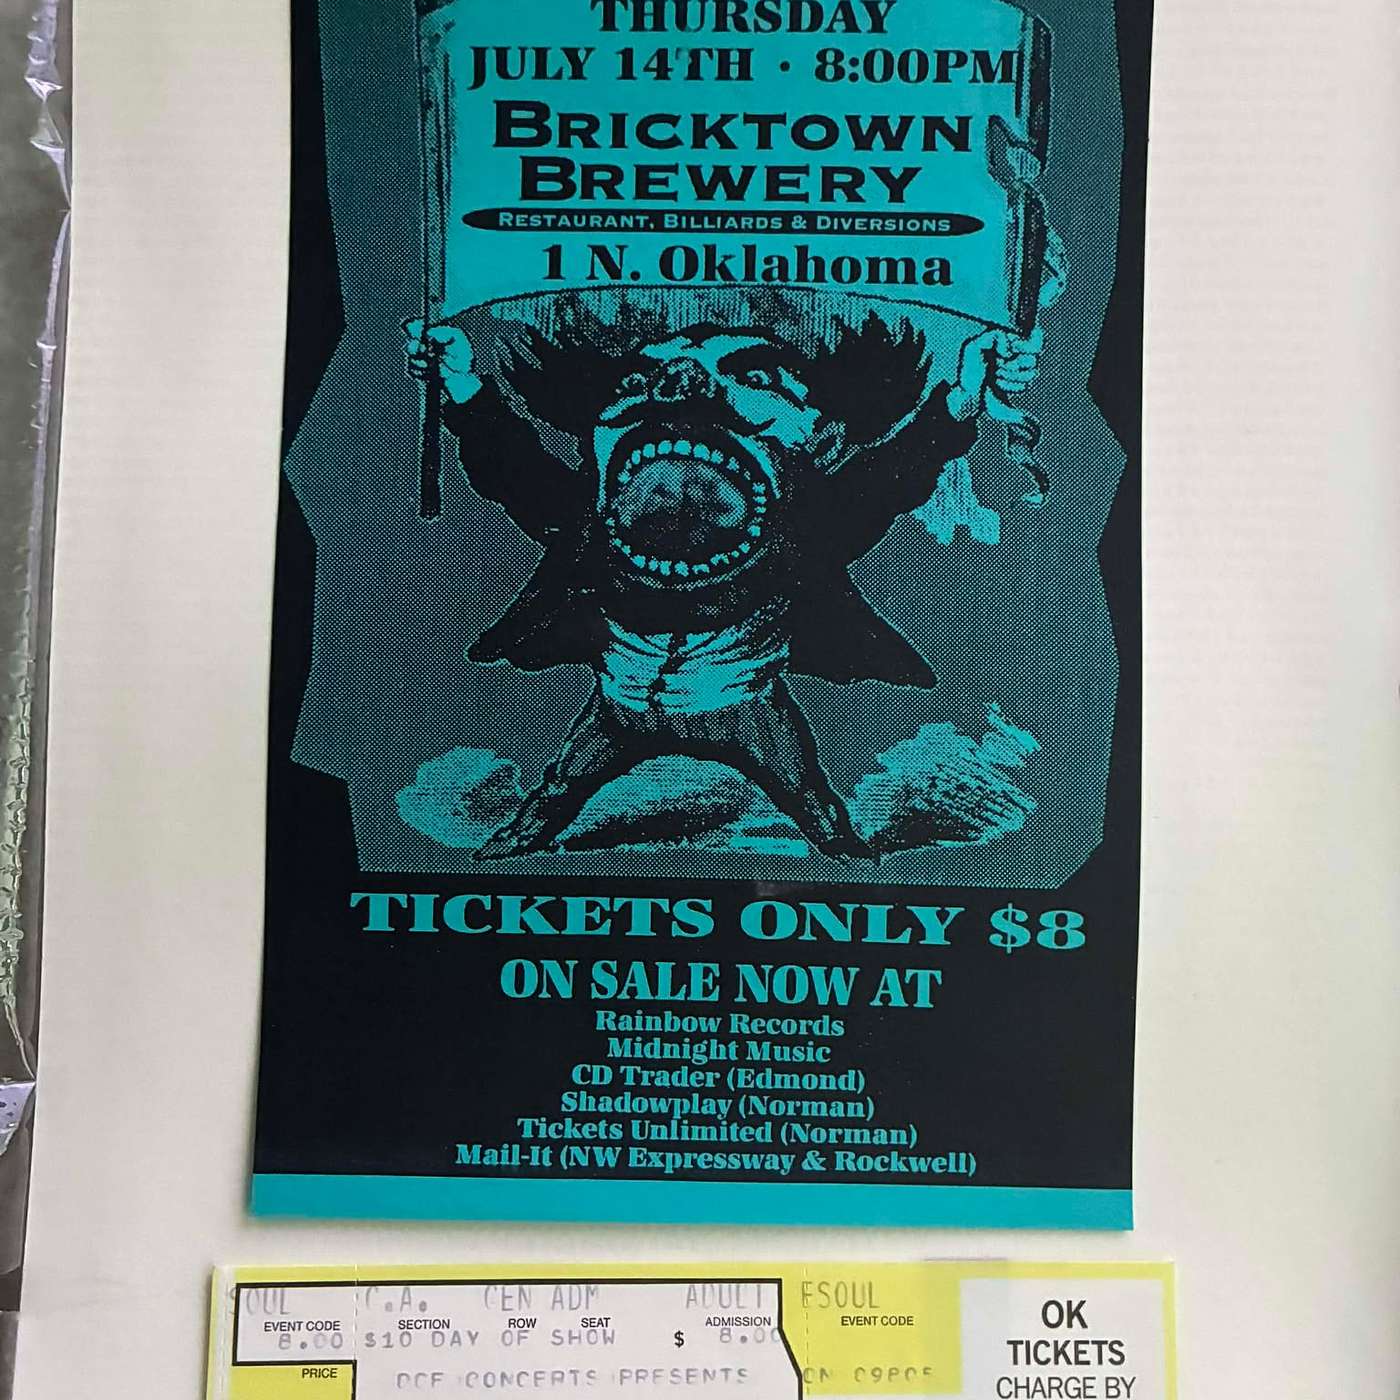 THURSDAY
JULY 14TH · 8:00PM
BRICKTOWN
BREWERY
RESTAURANT, BILLIARDS & DIVERSIONS
1 N. Oklahoma
TICKETS ONLY $8
ON SALE NOW AT
Rainbow Records
Midnight Music
CD Trader (Edmond)
Shadowplay (Norman)
Tickets Unlimited (Norman)
Mail-It (NW Expressway & Rockwell)
SOUL G.A. GEN ADM ADULT ESOUL
EVENT CODE SECTION ROW SEAT ADMISSION EVENT CODE
8.00 $10 DAY OF SHOW $ 8.00
PRICE
DCF CONCERTS PRESENTS
OK
TICKETS
CHARGE BY